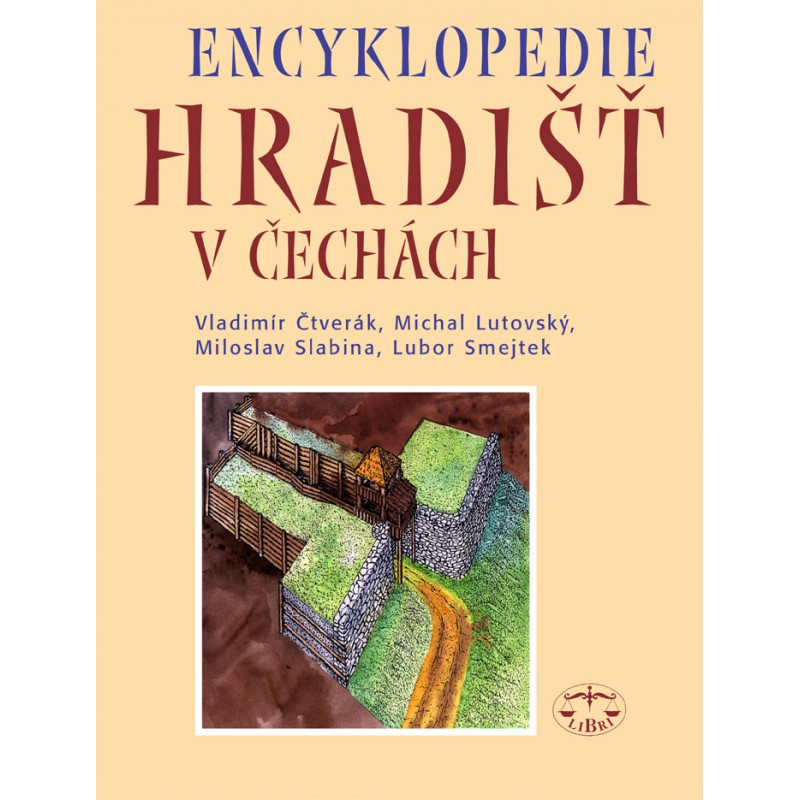 ENCYKLOPEDIE
HRADIŠŤ
V ČECHÁCH
Vladimír Čtverák, Michal Lutovský,
Miloslav Slabina, Lubor Smejtek
LIBRI